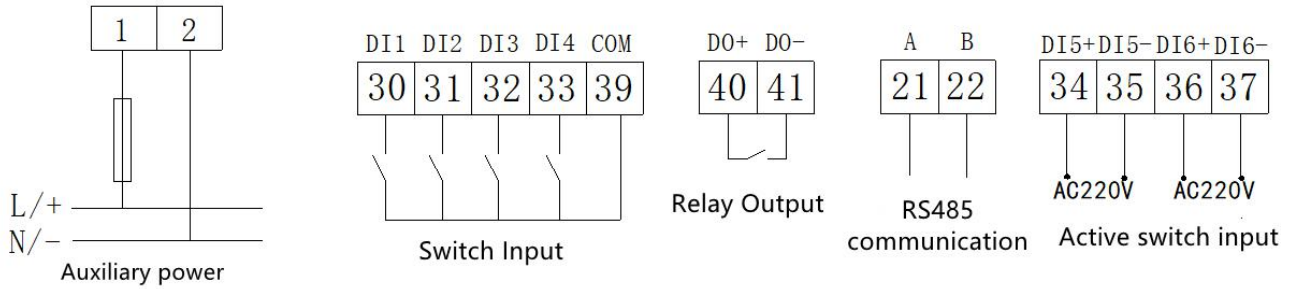 1 2
L/+
N/-
Auxiliary power
DI1 DI2 DI3 DI4 COM
30 31 32 33 39
Switch Input
DO+ DO-
40 41
Relay Output
A B
21 22
RS485
communication
DI5+ DI5- DI6+ DI6-
34 35 36 37
AC220V AC220V
Active switch input